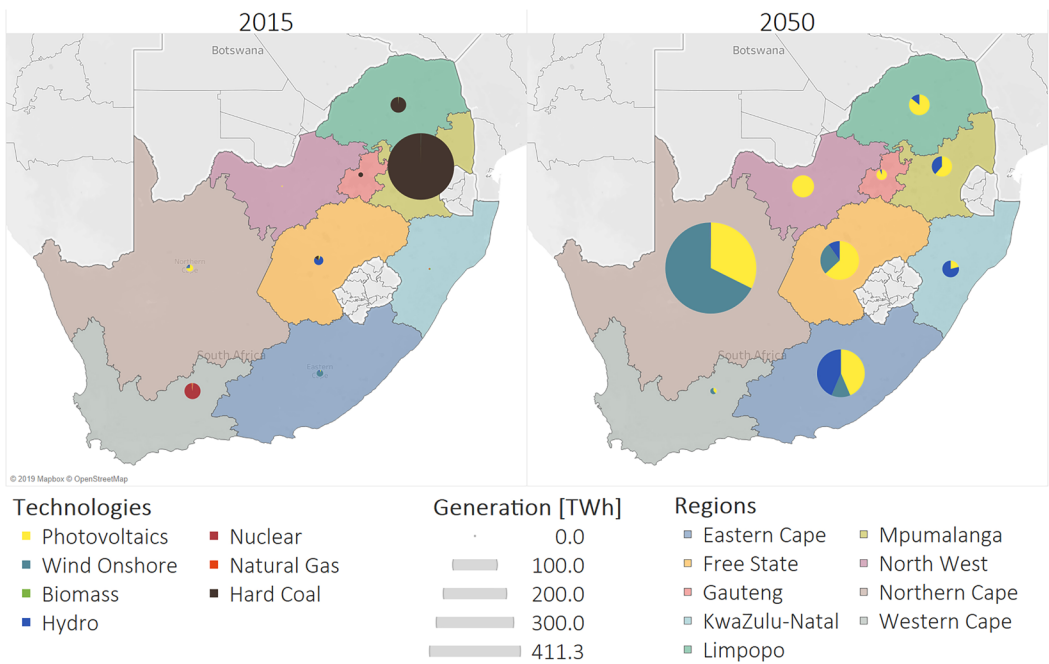 2015
2050
Botswana
Botswana
Northern
South Africa
Eastern
South Africa
© 2019 Mapbox © OpenStreetMap
Technologies
Photovoltaics
Wind Onshore
Biomass
Hydro
Nuclear
Natural Gas
Hard Coal
Generation [TWh]
0.0
100.0
200.0
300.0
411.3
Regions
Eastern Cape
Free State
Gauteng
KwaZulu-Natal
Limpopo
Mpumalanga
North West
Northern Cape
Western Cape